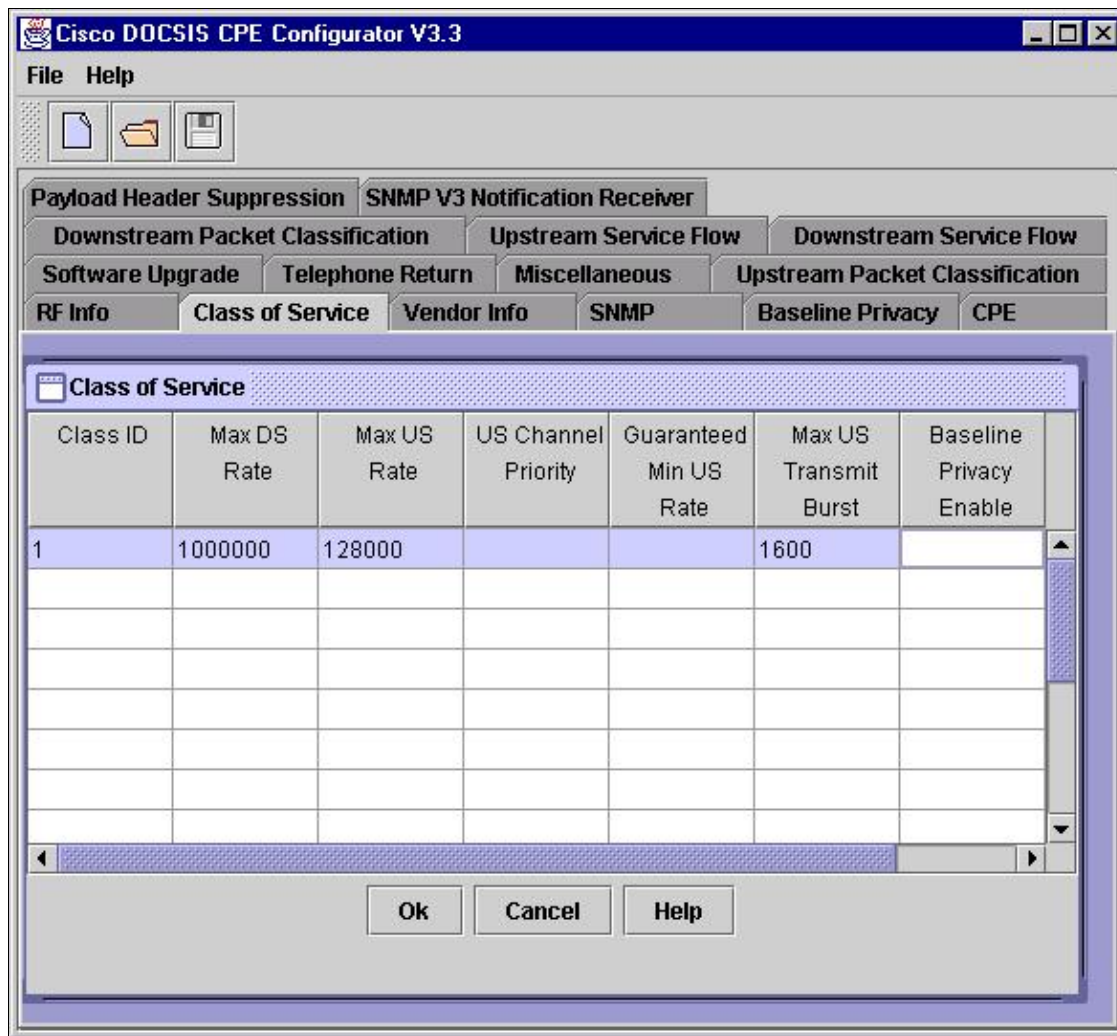 Cisco DOCSIS CPE Configurator V3.3
File Help
Payload Header Suppression SNMP V3 Notification Receiver
Downstream Packet Classification Upstream Service Flow Downstream Service Flow
Software Upgrade Telephone Return Miscellaneous Upstream Packet Classification
RF Info Class of Service Vendor Info SNMP Baseline Privacy CPE
Class of Service
Class ID Max DS Max US US Channel Guaranteed Max US Baseline
Rate Rate Priority Min US Transmit Privacy
Rate Burst Enable
1 1000000 128000 1600
Ok Cancel Help